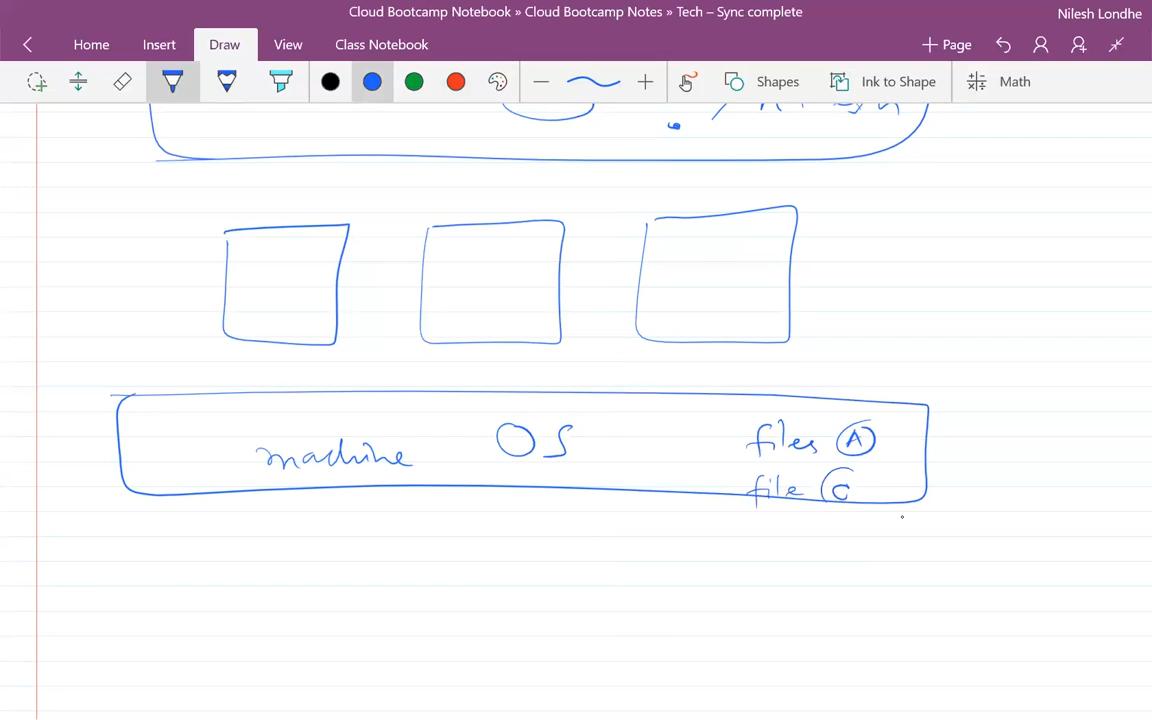 Cloud Bootcamp Notebook » Cloud Bootcamp Notes » Tech – Sync complete
Nilesh Londhe
Home Insert Draw View Class Notebook Page
Shapes Ink to Shape Math
machine OS files A
file C